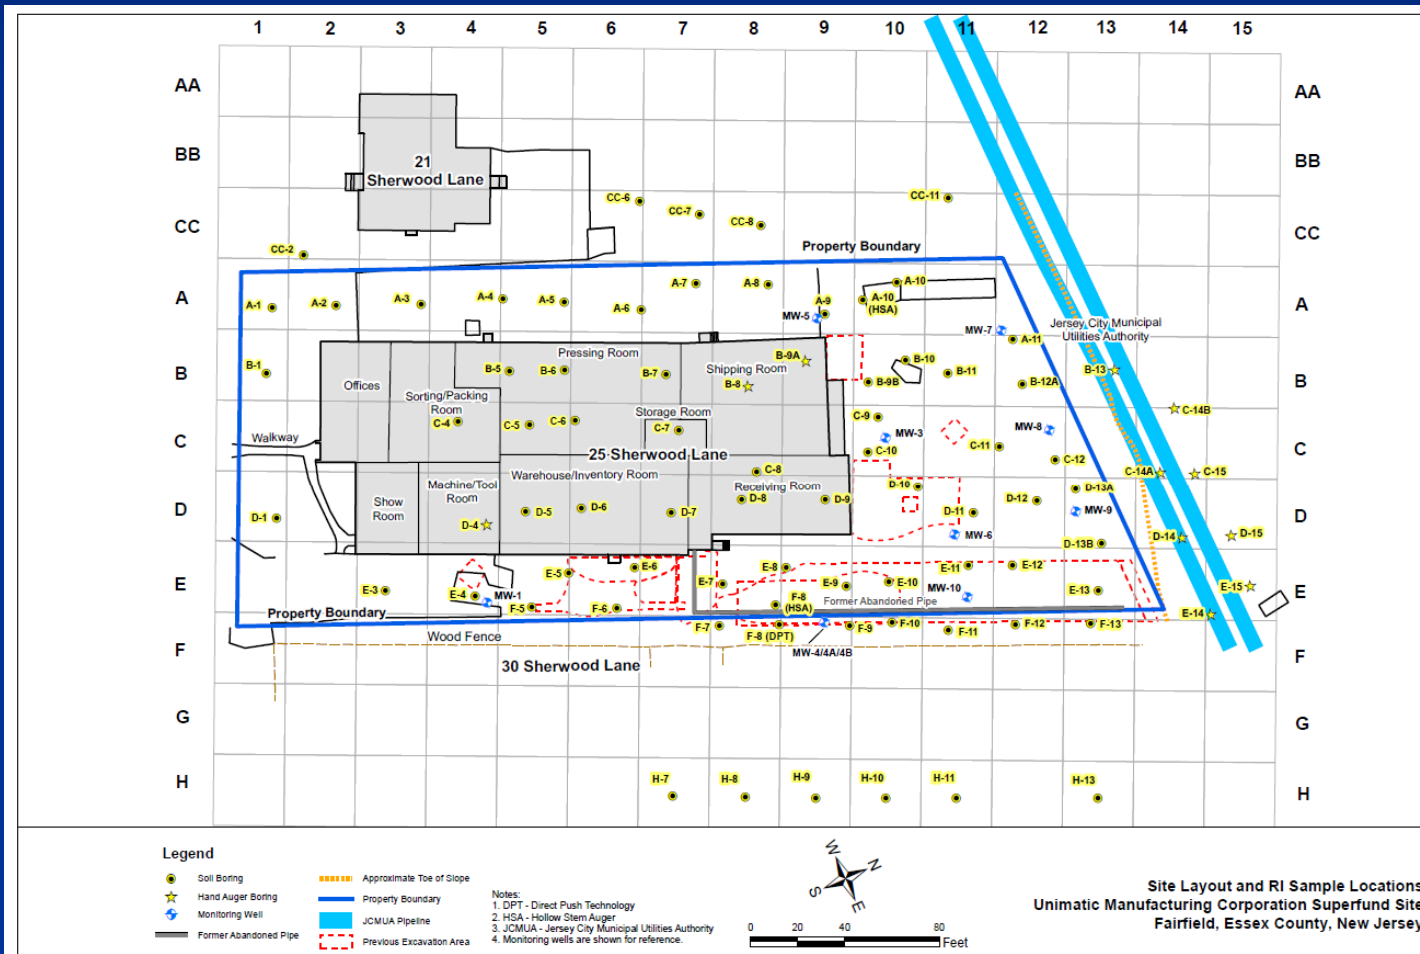 1 2 3 4 5 6 7 8 9 10 11 12 13 14 15
AA AA
BB BB
21
Sherwood Lane
CC-6 CC-7 CC-8 CC-11
CC CC
CC-2
Property Boundary
A A
A-1 A-2 A-3 A-4 A-5 A-6 A-7 A-8 A-9 A-10
A-10
(HSA)
MW-5 MW-7
Jersey City Municipal
Utilities Authority
A-11
Pressing Room
B-9A
Shipping Room
B B
B-1 B-5 B-6 B-7 B-8 B-9B B-10 B-11 B-12A B-13
Offices
Sorting/Packing
Room
C-4 C-5 C-6
Storage Room
C-7
C-9 MW-3 MW-8 C-14B
C C
Walkway
25 Sherwood Lane
C-10 C-11 C-12
C-8 C-14A C-15
Warehouse/Inventory Room
Receiving Room
Machine/Tool
Room
Show
Room
D D
D-1 D-4 D-5 D-6 D-7 D-8 D-9 D-10 D-11 D-12 D-13A MW-9
MW-6 D-13B D-14 D-15
E E
E-3 E-4 MW-1 E-5 E-6 E-7 E-8 E-9 E-10 E-11 E-12 E-13 E-15
MW-10
F-8
(HSA)
Former Abandoned Pipe
E-14
Property Boundary
F-5 F-6 F-7 F-8 (DPT) F-9 F-10 F-11 F-12 F-13
Wood Fence
MW-4/4A/4B
F F
30 Sherwood Lane
G G
H-7 H-8 H-9 H-10 H-11 H-13
H H
Legend
Soil Boring
Hand Auger Boring
Monitoring Well
Former Abandoned Pipe
Approximate Toe of Slope
Property Boundary
JCMUA Pipeline
Previous Excavation Area
Notes:
1. DPT - Direct Push Technology
2. HSA - Hollow Stem Auger
3. JCMUA - Jersey City Municipal Utilities Authority
4. Monitoring wells are shown for reference.
W N
S E
0 20 40 80
Feet
Site Layout and RI Sample Locations
Unimatic Manufacturing Corporation Superfund Site
Fairfield, Essex County, New Jersey